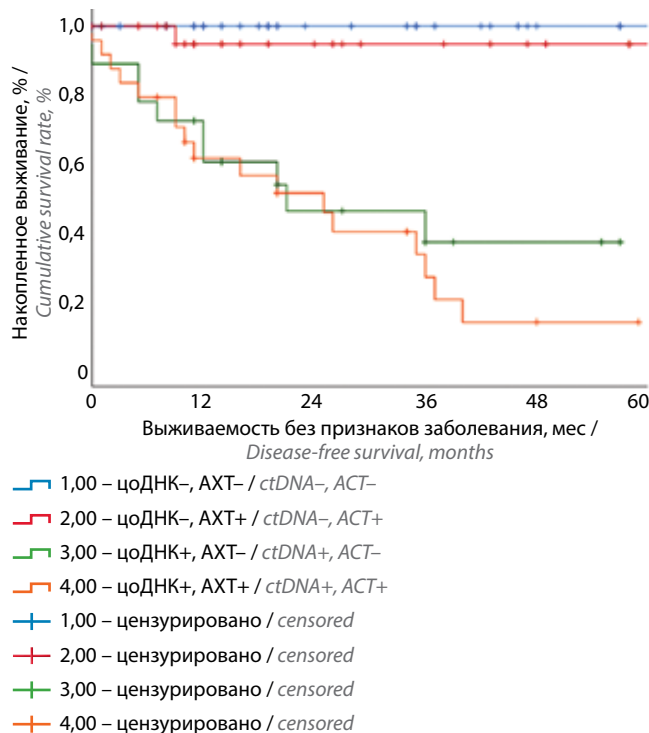 1,0
0,8
0,6
0,4
0,2
0
Накопленное выживание, % /
Cumulative survival rate, %
0 12 24 36 48 60
Выживаемость без признаков заболевания, мес /
Disease-free survival, months
1,00 – цоДНК–, АХТ– / ctDNA–, ACT–
2,00 – цоДНК–, АХТ+ / ctDNA–, ACT+
3,00 – цоДНК+, АХТ– / ctDNA+, ACT–
4,00 – цоДНК+, АХТ+ / ctDNA+, ACT+
1,00 – цензурировано / censored
2,00 – цензурировано / censored
3,00 – цензурировано / censored
4,00 – цензурировано / censored